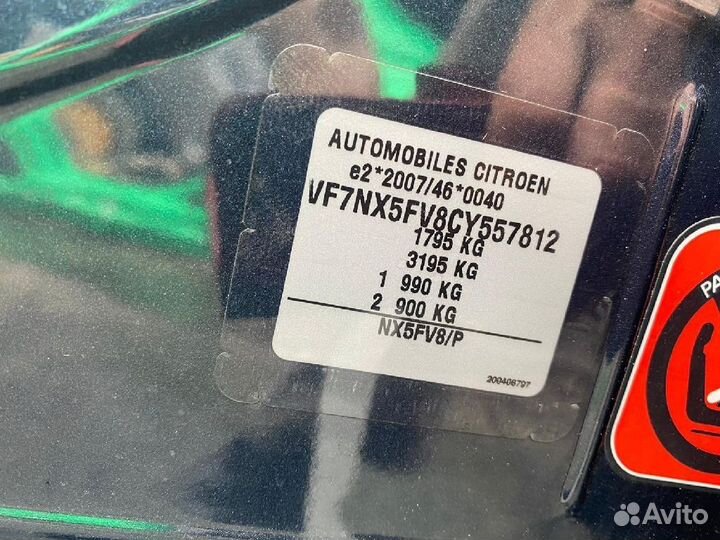 AUTOMOBILES CITROEN
e2*2007/46*0040
VF7NX5FV8CY557812
1795 KG
3195 KG
1 990 KG
2 900 KG
NX5FV8/P
200406797
PA
Avito